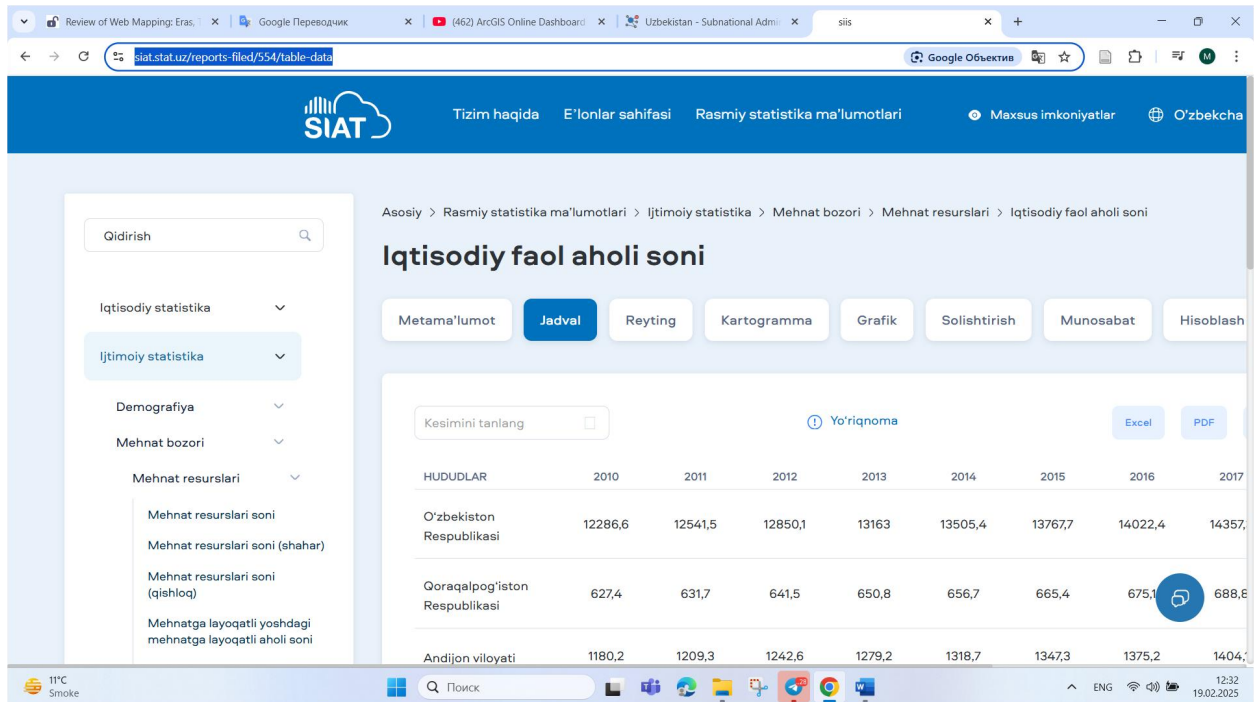 Review of Web Mapping: Eras, T
Google Переводчик
(462) ArcGIS Online Dashboard
Uzbekistan - Subnational Admi
siis
siat.stat.uz/reports-filed/554/table-data
Google Объектив
M
SIAT
Tizim haqida
E'lonlar sahifasi
Rasmiy statistika ma'lumotlari
Maxsus imkoniyatlar
O'zbekcha
Qidirish
Iqtisodiy statistika
Ijtimoiy statistika
Demografiya
Mehnat bozori
Mehnat resurslari
Mehnat resurslari soni
Mehnat resurslari soni (shahar)
Mehnat resurslari soni
(qishloq)
Mehnatga layoqatli yoshdagi
mehnatga layoqatli aholi soni
Asosiy > Rasmiy statistika ma'lumotlari > Ijtimoiy statistika > Mehnat bozori > Mehnat resurslari > Iqtisodiy faol aholi soni
Iqtisodiy faol aholi soni
Metama'lumot
Jadval
Reyting
Kartogramma
Grafik
Solishtirish
Munosabat
Hisoblash
Kesimini tanlang
Yo'riqnoma
Excel
PDF
HUDUDLAR 2010 2011 2012 2013 2014 2015 2016 2017
O'zbekiston
Respublikasi
12286,6 12541,5 12850,1 13163 13505,4 13767,7 14022,4 14357,
Qoraqalpog'iston
Respublikasi
627,4 631,7 641,5 650,8 656,7 665,4 675,1 688,8
Andijon viloyati 1180,2 1209,3 1242,6 1279,2 1318,7 1347,3 1375,2 1404,
11°C
Smoke
Поиск
28
ENG
12:32
19.02.2025